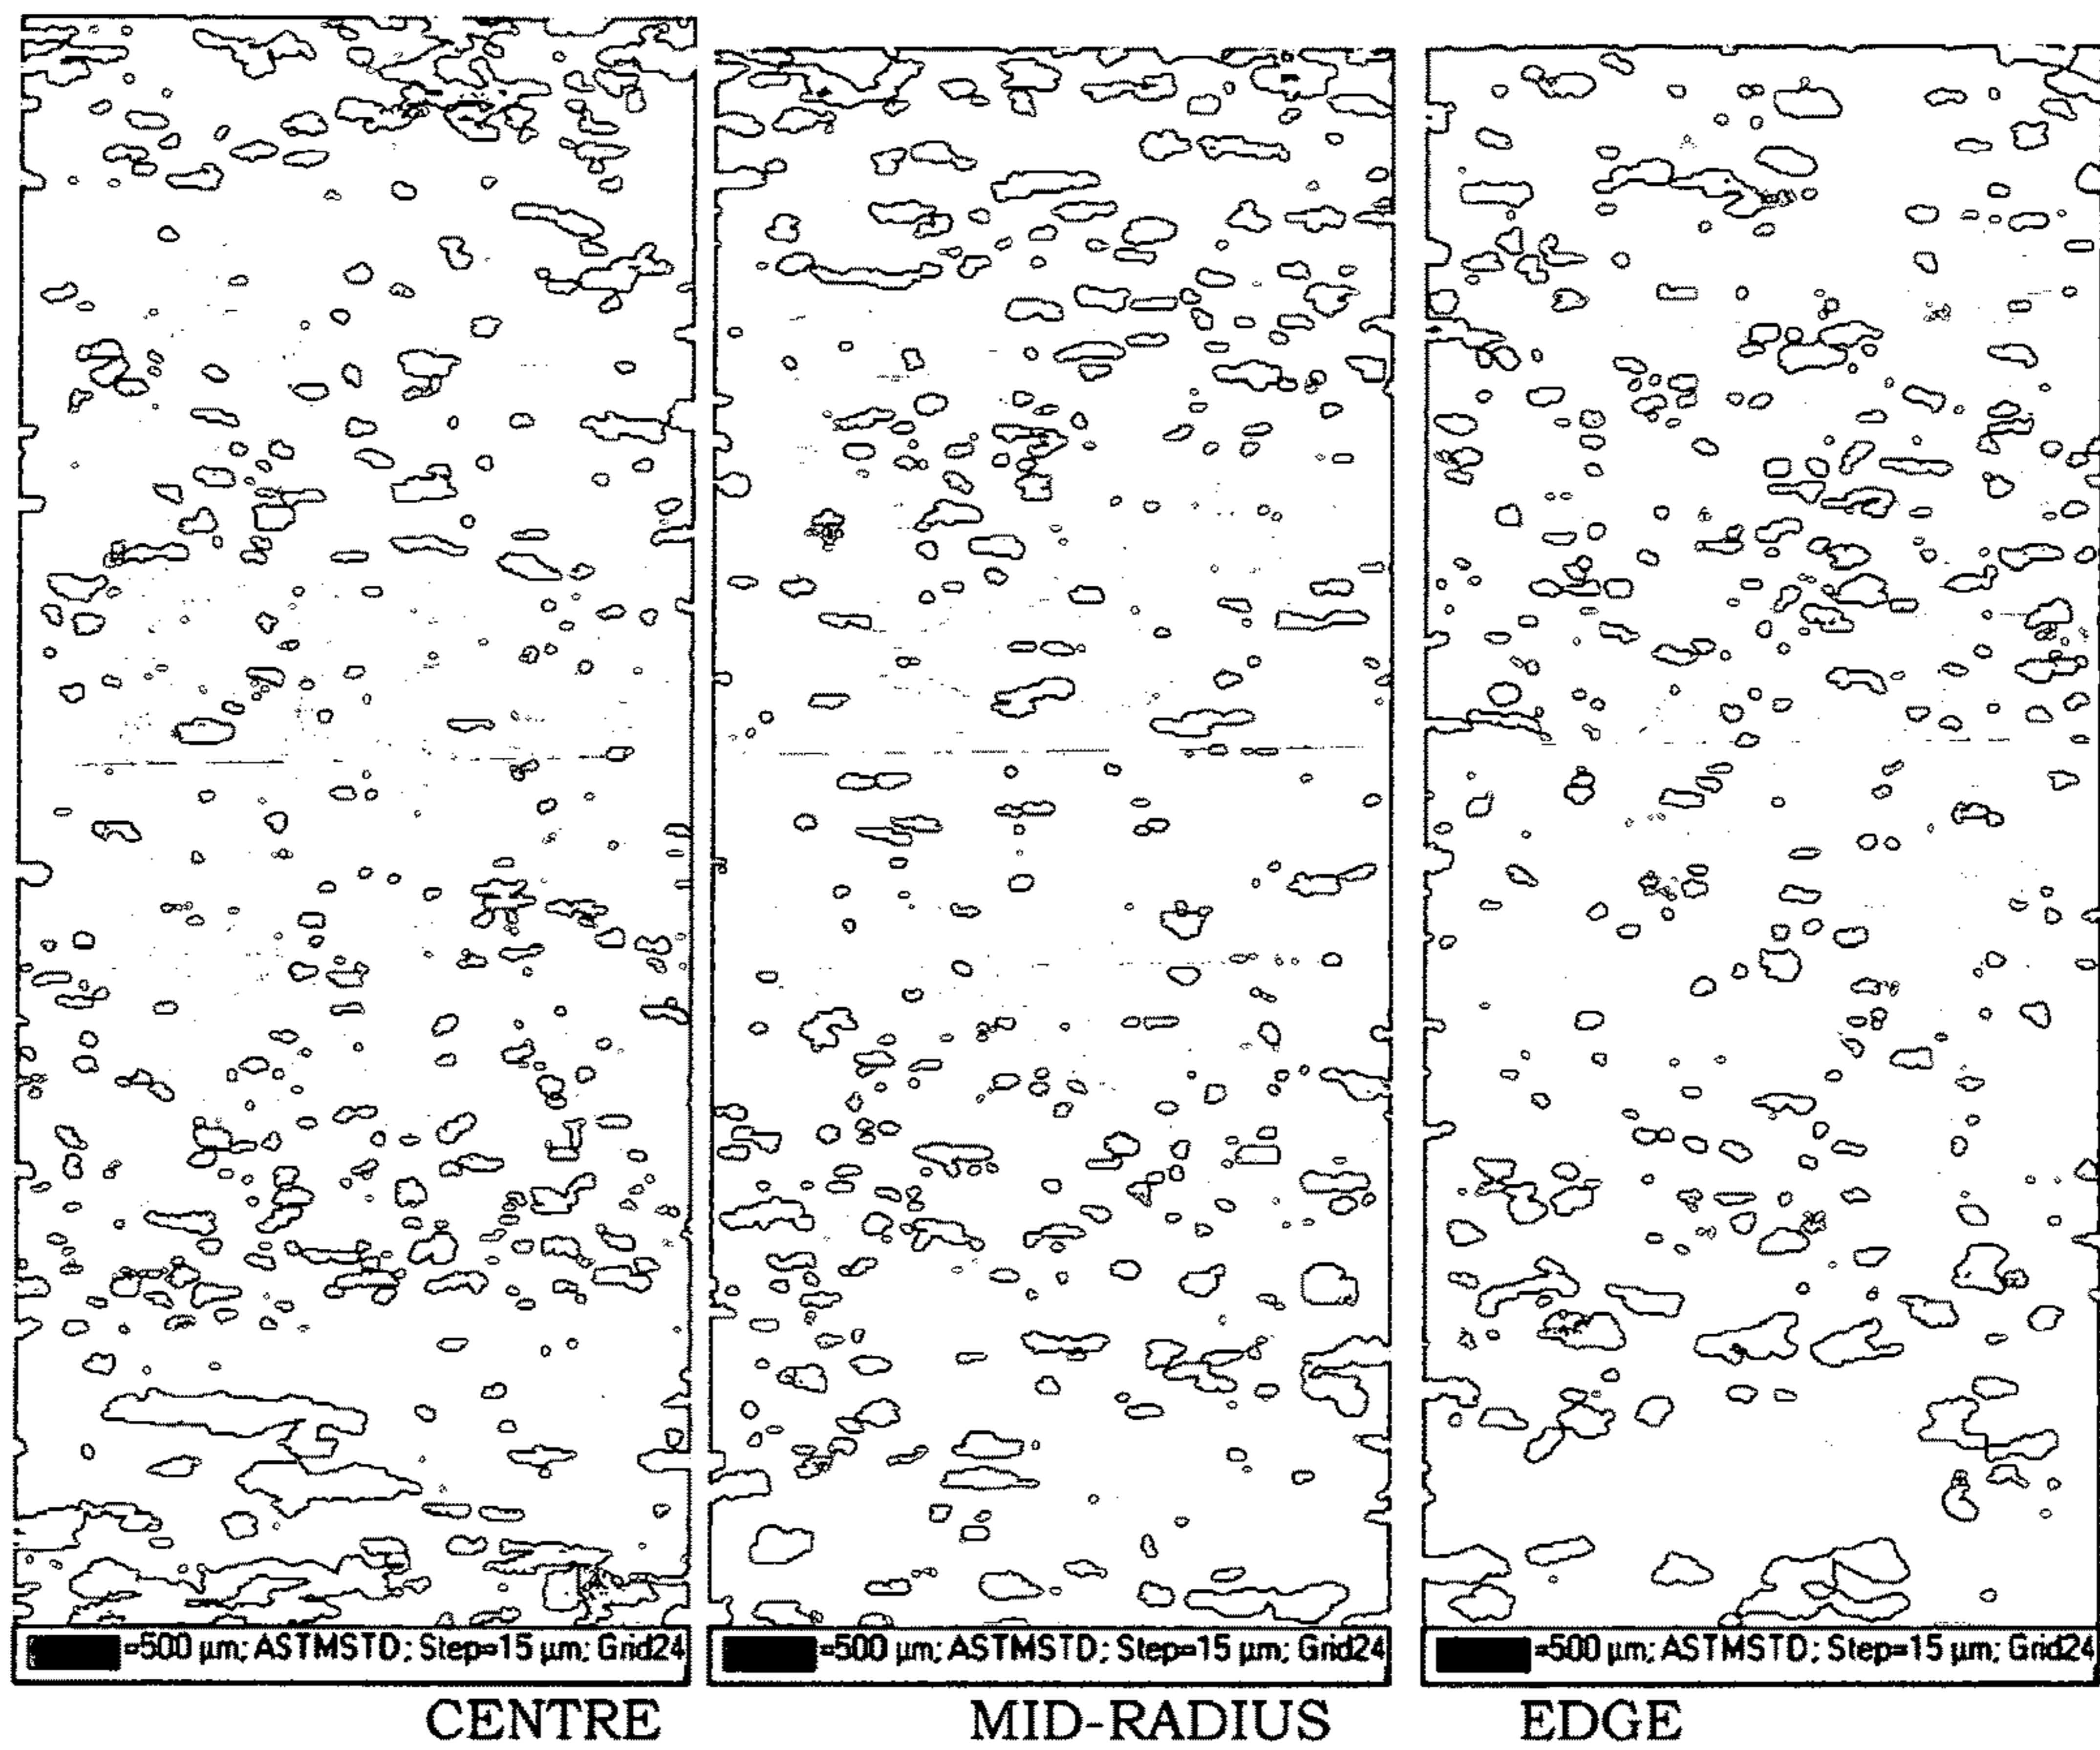 =500 µm; ASTMSTD; Step=15 µm; Grid24
=500 µm; ASTMSTD; Step=15 µm; Grid24
=500 µm; ASTMSTD; Step=15 µm; Grid24
CENTRE
MID-RADIUS
EDGE